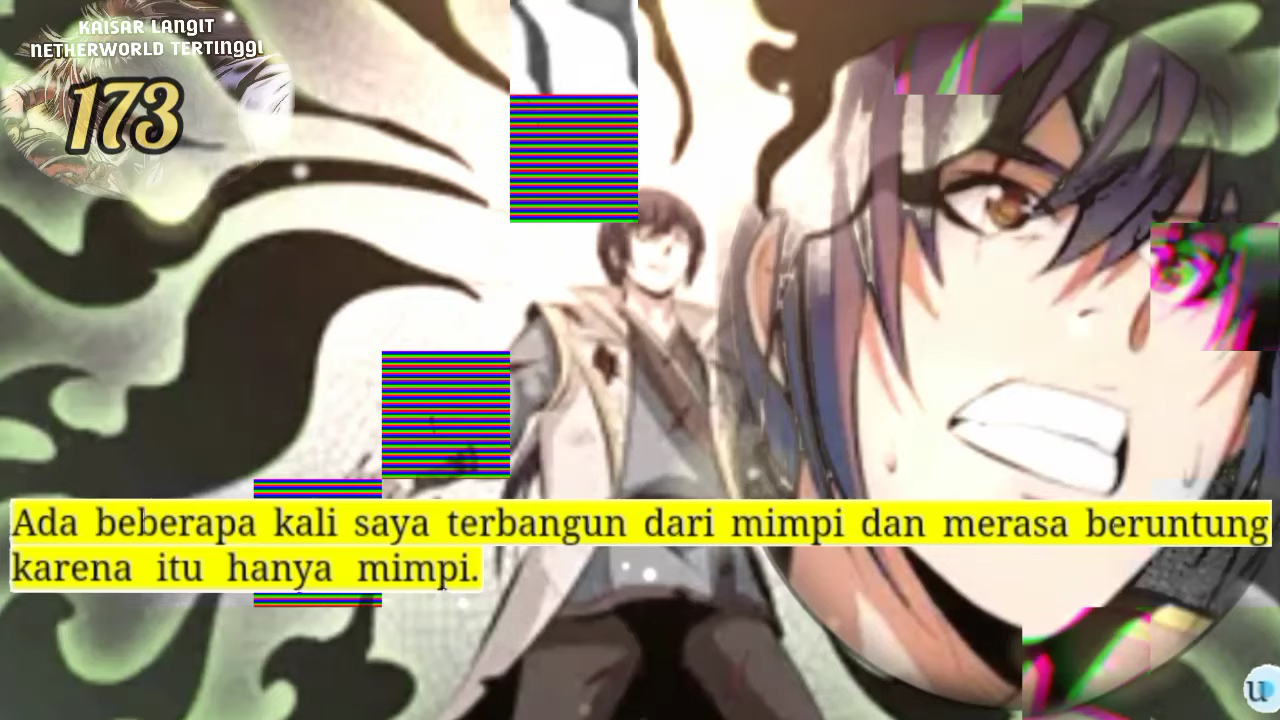 KAISAR LANGIT
NETHERWORLD TERTINGGI
173
Ada beberapa kali saya terbangun dari mimpi dan merasa beruntung
karena itu hanya mimpi.
u